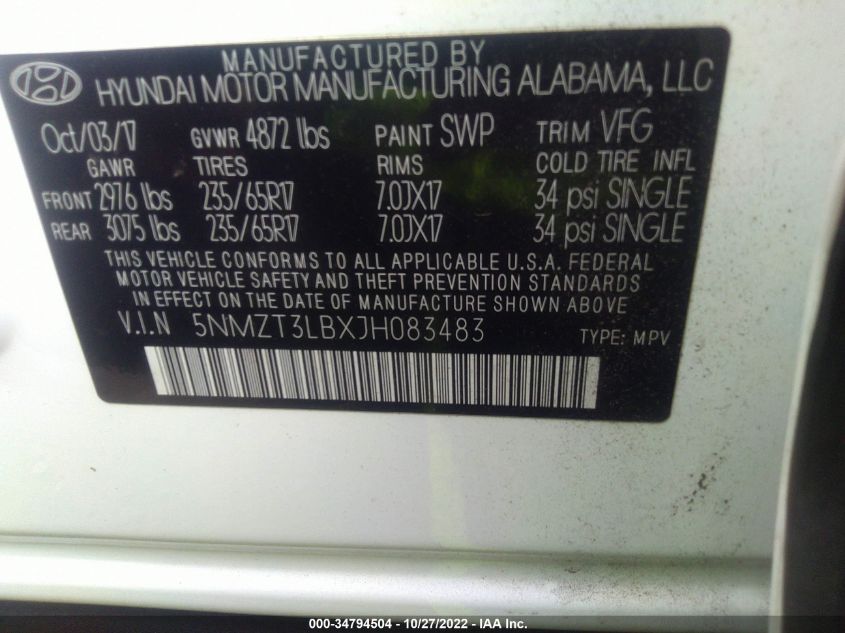 MANUFACTURED BY
HYUNDAI MOTOR MANUFACTURING ALABAMA, LLC
Oct/03/17 GVWR 4872 lbs PAINT SWP TRIM VFG
GAWR TIRES RIMS COLD TIRE INFL
FRONT 2976 lbs 235/65R17 7.0JX17 34 psi SINGLE
REAR 3075 lbs 235/65R17 7.0JX17 34 psi SINGLE
THIS VEHICLE CONFORMS TO ALL APPLICABLE U.S.A. FEDERAL
MOTOR VEHICLE SAFETY AND THEFT PREVENTION STANDARDS
IN EFFECT ON THE DATE OF MANUFACTURE SHOWN ABOVE
V.I.N 5NMZT3LBXJH083483 TYPE: MPV
000-34794504 - 10/27/2022 - IAA Inc.